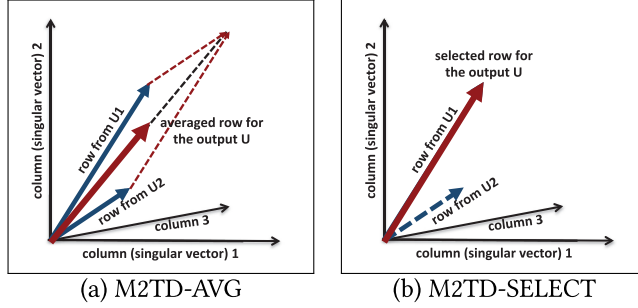 column (singular vector) 2
row from U1
averaged row for
the output U
row from U2
column 3
column (singular vector) 1
(a) M2TD-AVG
column (singular vector) 2
selected row for
the output U
row from U1
row from U2
column 3
column (singular vector) 1
(b) M2TD-SELECT